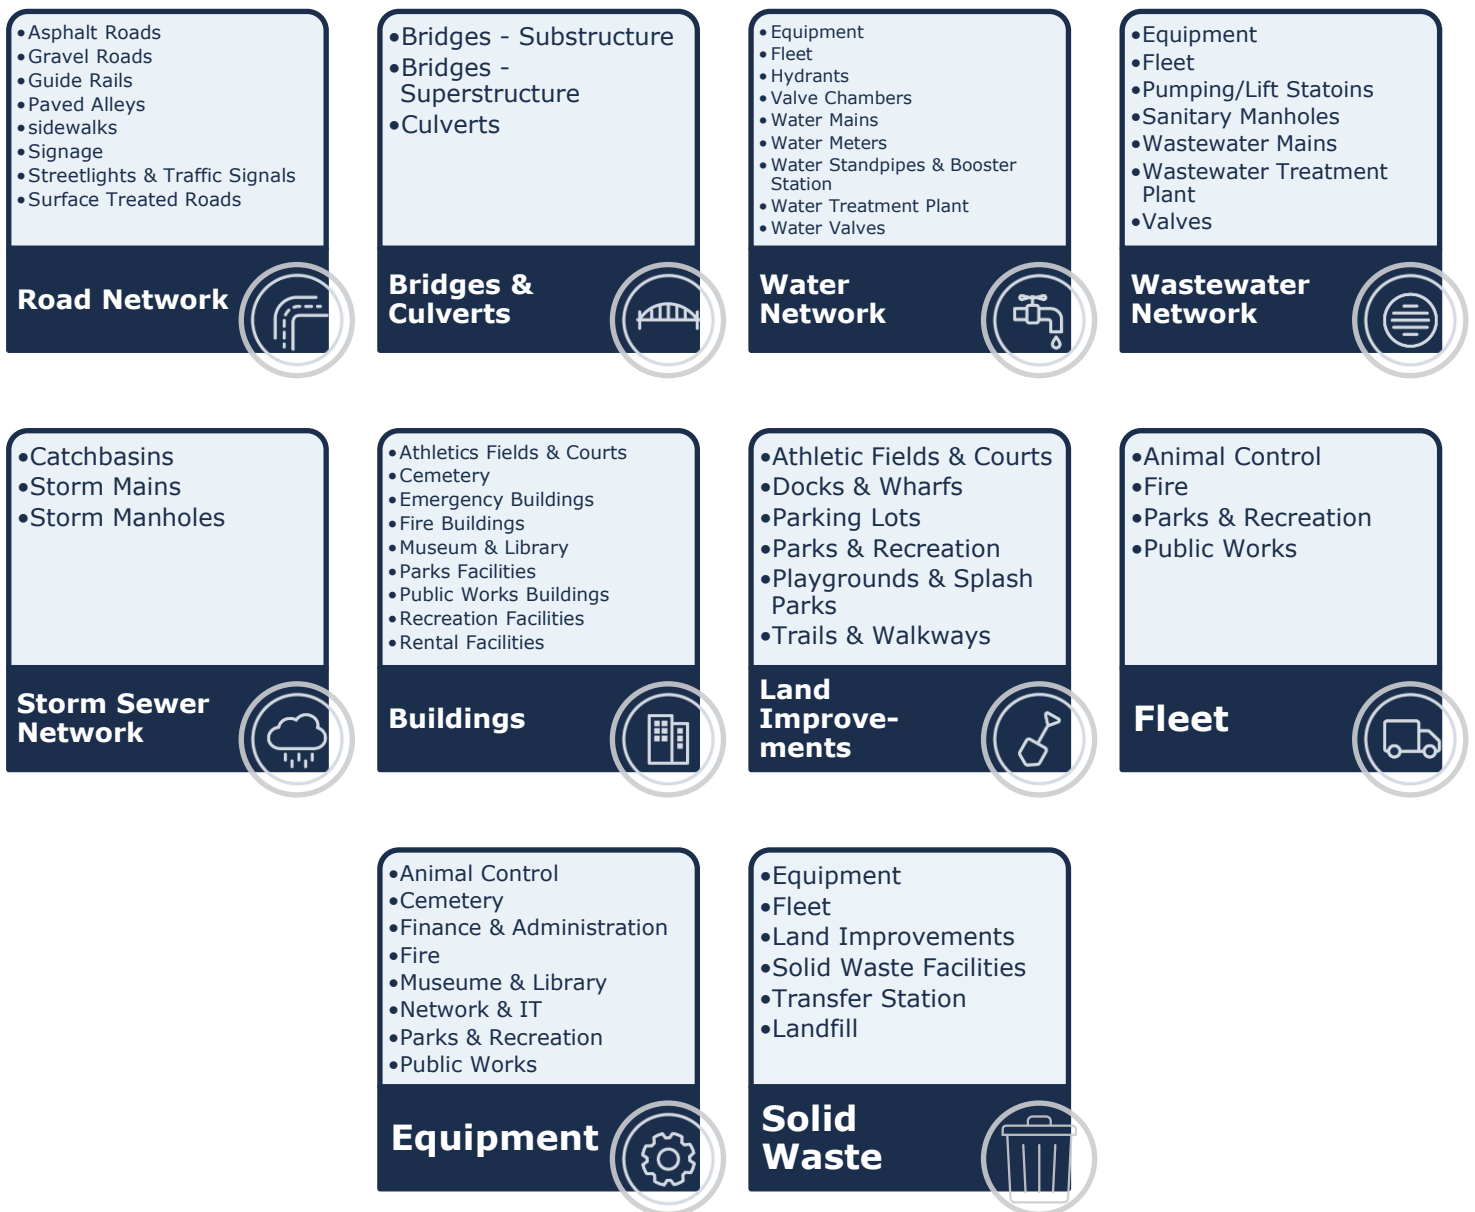 •Asphalt Roads
•Gravel Roads
•Guide Rails
•Paved Alleys
•sidewalks
•Signage
•Streetlights & Traffic Signals
•Surface Treated Roads
Road Network
•Bridges - Substructure
•Bridges -
Superstructure
•Culverts
Bridges &
Culverts
•Equipment
•Fleet
•Hydrants
•Valve Chambers
•Water Mains
•Water Meters
•Water Standpipes & Booster
Station
•Water Treatment Plant
•Water Valves
Water
Network
•Equipment
•Fleet
•Pumping/Lift Statoins
•Sanitary Manholes
•Wastewater Mains
•Wastewater Treatment
Plant
•Valves
Wastewater
Network
•Catchbasins
•Storm Mains
•Storm Manholes
Storm Sewer
Network
•Athletics Fields & Courts
•Cemetery
•Emergency Buildings
•Fire Buildings
•Museum & Library
•Parks Facilities
•Public Works Buildings
•Recreation Facilities
•Rental Facilities
Buildings
•Athletic Fields & Courts
•Docks & Wharfs
•Parking Lots
•Parks & Recreation
•Playgrounds & Splash
Parks
•Trails & Walkways
Land
Improve-
ments
•Animal Control
•Fire
•Parks & Recreation
•Public Works
Fleet
•Animal Control
•Cemetery
•Finance & Administration
•Fire
•Museume & Library
•Network & IT
•Parks & Recreation
•Public Works
Equipment
•Equipment
•Fleet
•Land Improvements
•Solid Waste Facilities
•Transfer Station
•Landfill
Solid
Waste